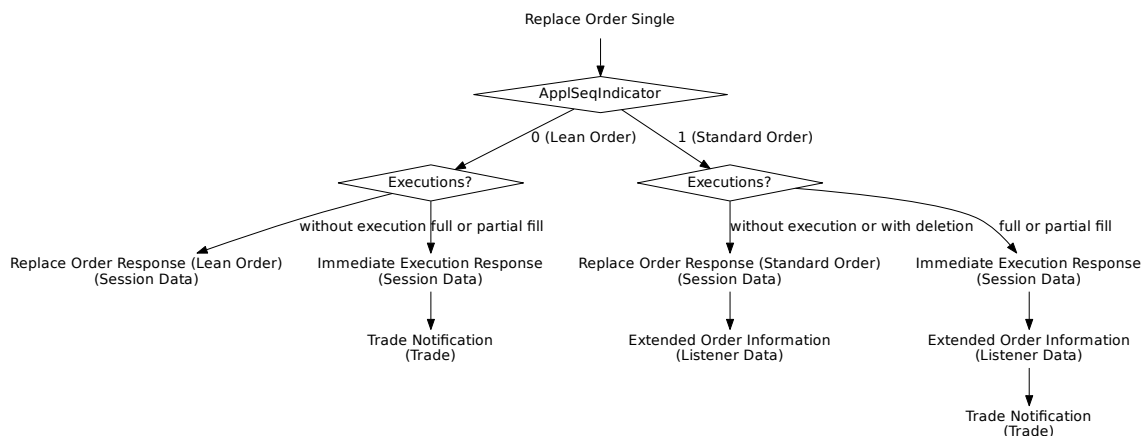 Replace Order Single
ApplSeqIndicator
0 (Lean Order)
1 (Standard Order)
Executions?
Executions?
without execution
full or partial fill
without execution or with deletion
full or partial fill
Replace Order Response (Lean Order)
(Session Data)
Immediate Execution Response
(Session Data)
Replace Order Response (Standard Order)
(Session Data)
Immediate Execution Response
(Session Data)
Trade Notification
(Trade)
Extended Order Information
(Listener Data)
Extended Order Information
(Listener Data)
Trade Notification
(Trade)